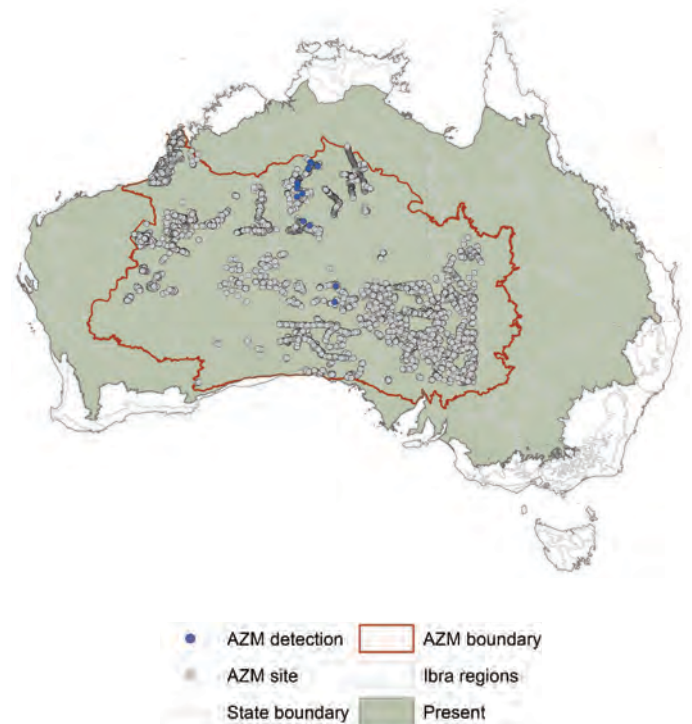 AZM detection AZM boundary
AZM site Ibra regions
State boundary Present